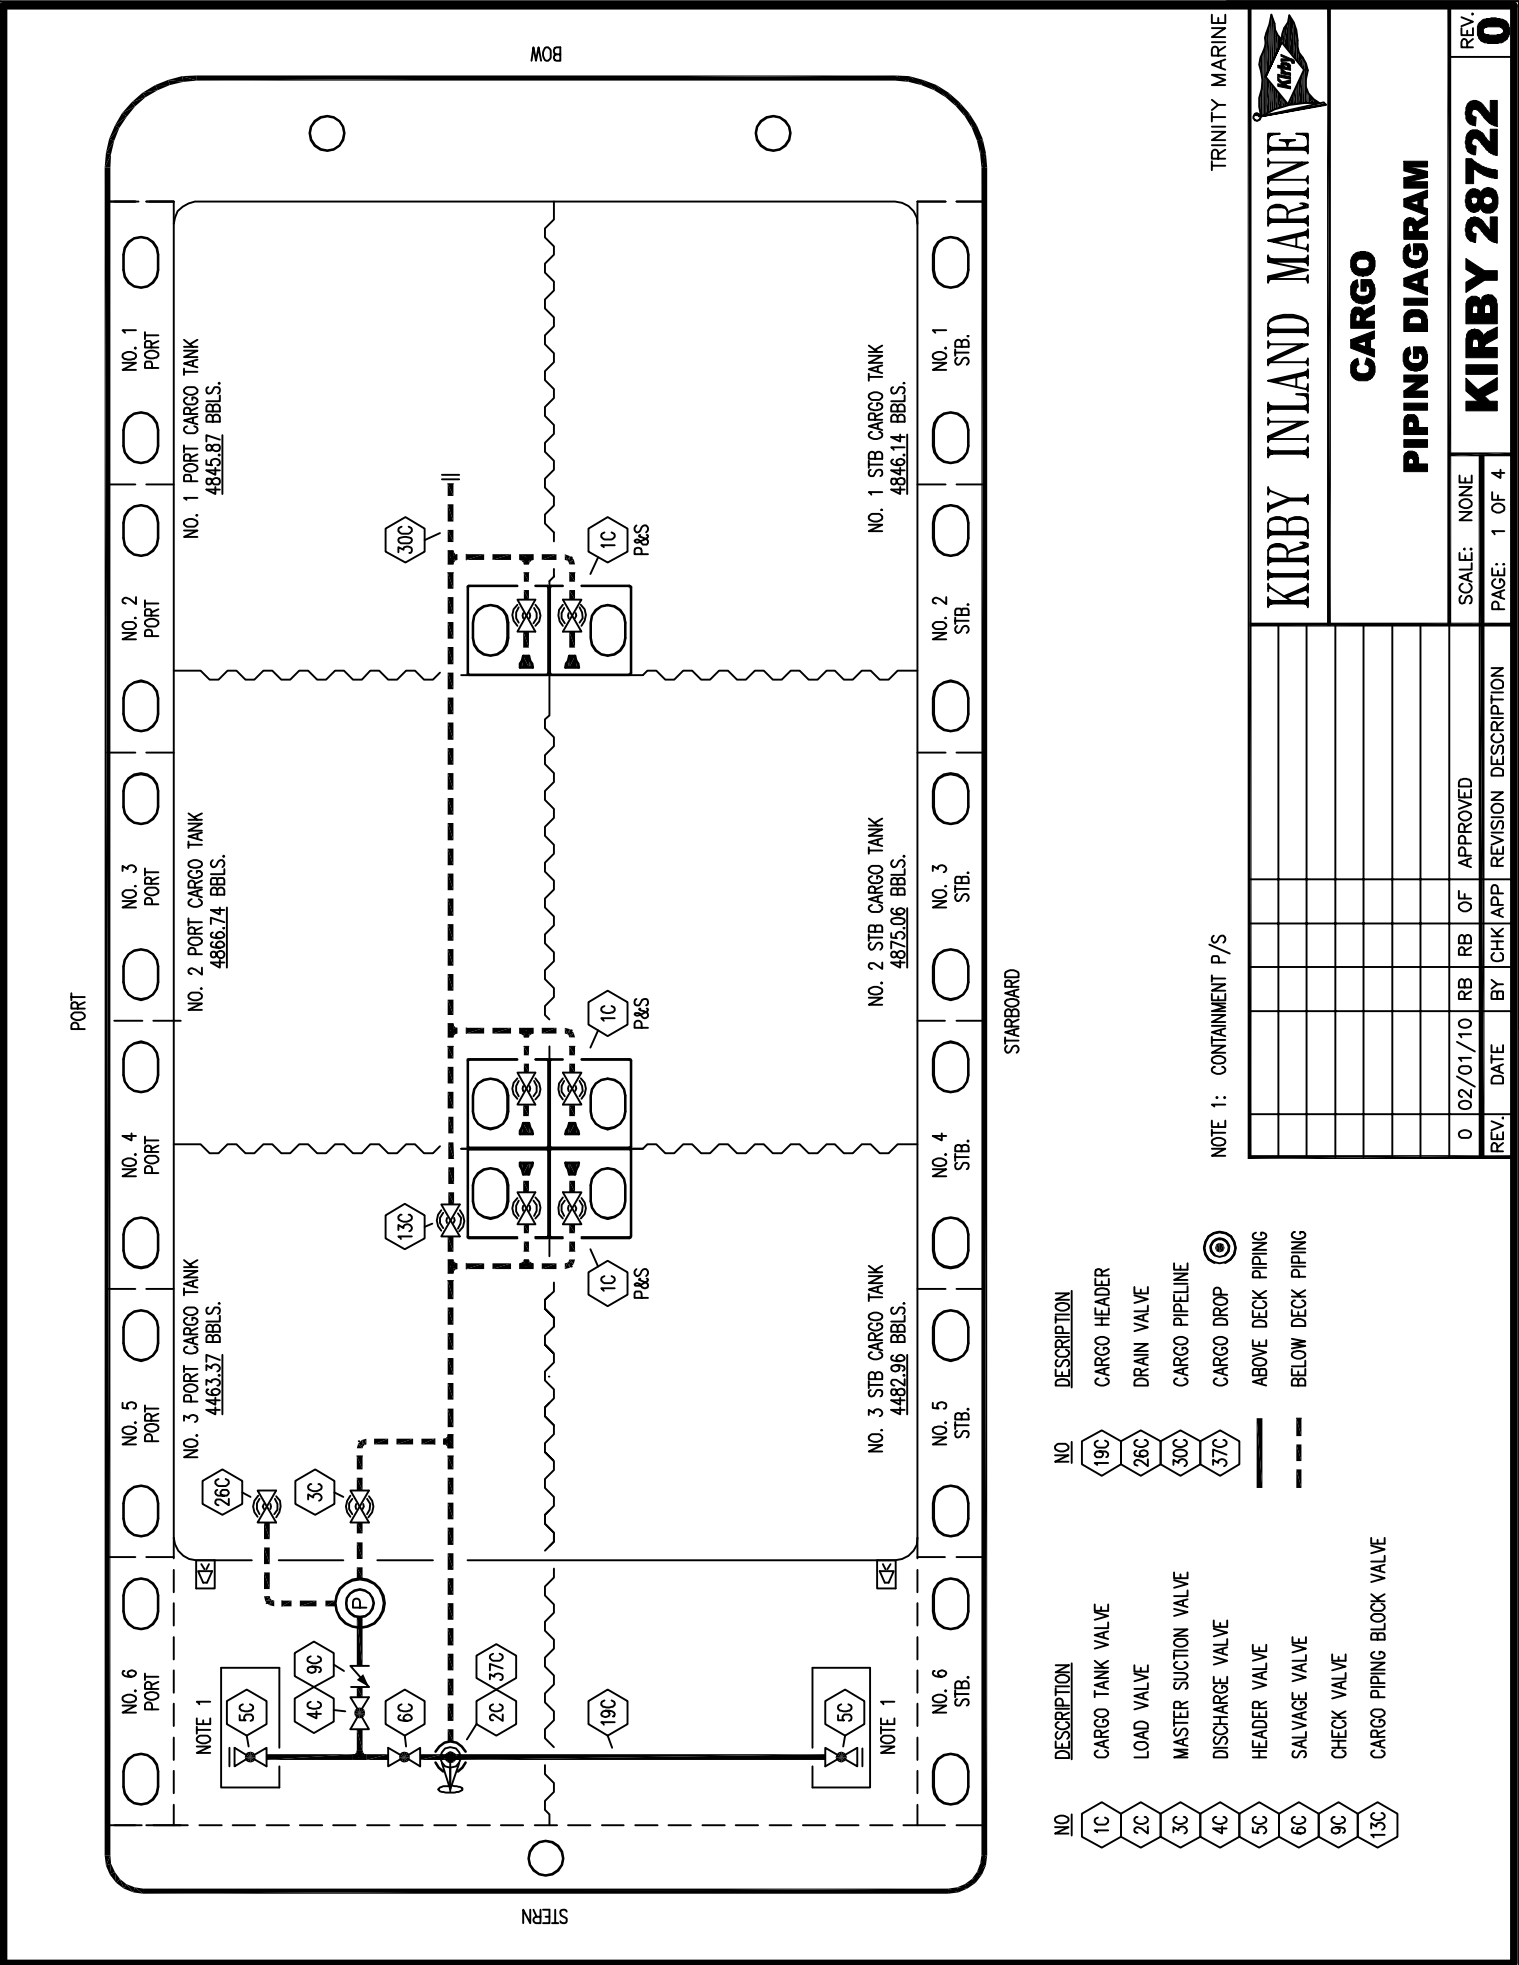 PORT
STARBOARD
BOW
STERN
NO. 6
PORT
NO. 5
PORT
NO. 4
PORT
NO. 3
PORT
NO. 2
PORT
NO. 1
PORT
NO. 3 PORT CARGO TANK
4463.37 BBLS.
NO. 2 PORT CARGO TANK
4866.74 BBLS.
NO. 1 PORT CARGO TANK
4845.87 BBLS.
NOTE 1
5C
26C
3C
9C
4C
P
6C
13C
30C
2C
37C
19C
1C
P&S
1C
P&S
1C
P&S
5C
NOTE 1
NO. 3 STB CARGO TANK
4482.96 BBLS.
NO. 2 STB CARGO TANK
4875.06 BBLS.
NO. 1 STB CARGO TANK
4846.14 BBLS.
NO. 6
STB.
NO. 5
STB.
NO. 4
STB.
NO. 3
STB.
NO. 2
STB.
NO. 1
STB.
NO DESCRIPTION
1C CARGO TANK VALVE
2C LOAD VALVE
3C MASTER SUCTION VALVE
4C DISCHARGE VALVE
5C HEADER VALVE
6C SALVAGE VALVE
9C CHECK VALVE
13C CARGO PIPING BLOCK VALVE
NO DESCRIPTION
19C CARGO HEADER
26C DRAIN VALVE
30C CARGO PIPELINE
37C CARGO DROP
ABOVE DECK PIPING
BELOW DECK PIPING
NOTE 1: CONTAINMENT P/S
TRINITY MARINE
KIRBY INLAND MARINE
Kirby
CARGO
PIPING DIAGRAM
0 02/01/10 RB RB OF APPROVED
REV. DATE BY CHK APP REVISION DESCRIPTION
SCALE: NONE
PAGE: 1 OF 4
KIRBY 28722
REV.
0